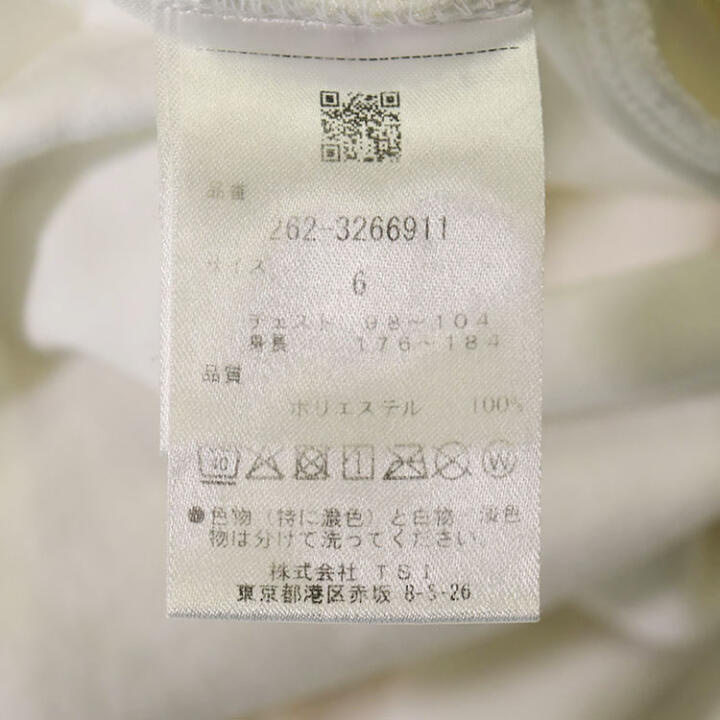 品番
262-3266911
サイズ
6
チェスト 98～104
身長 176～184
品質
ポリエステル 100%
40
W
●色物(特に濃色)と白物・淡色
物は分けて洗ってください。
株式会社 TSI
東京都港区赤坂 8-5-26